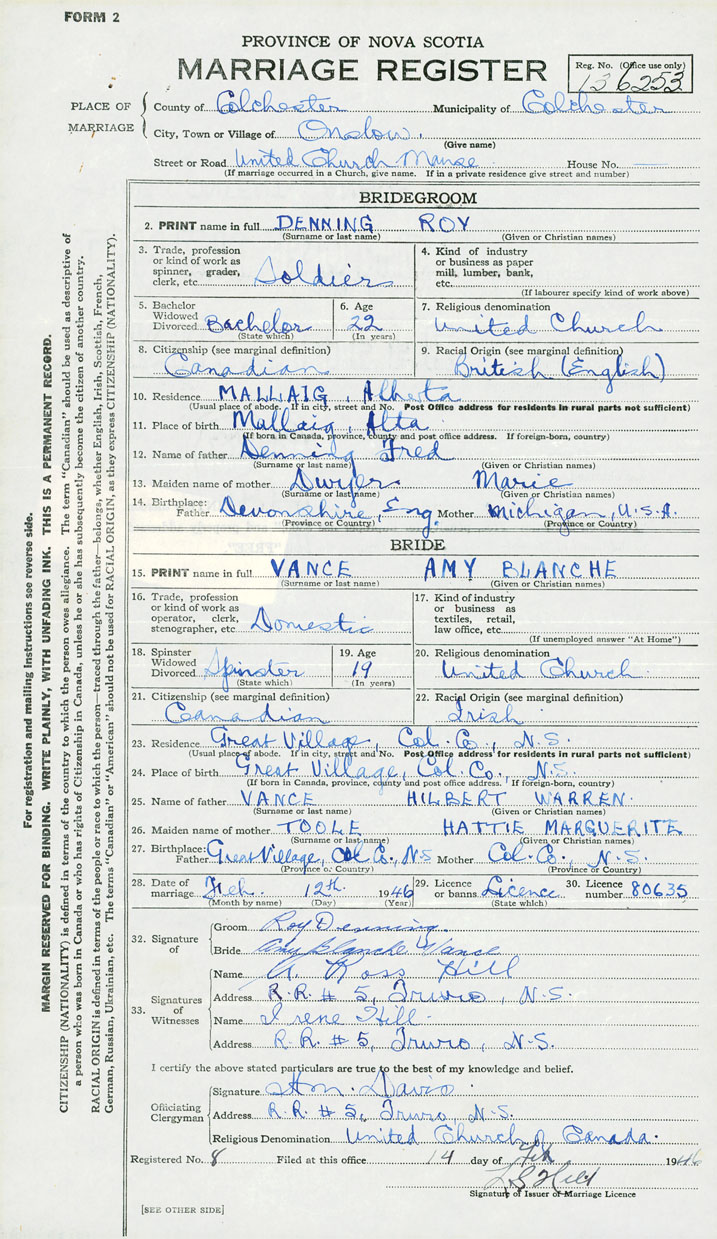 FORM 2
PROVINCE OF NOVA SCOTIA
MARRIAGE REGISTER
Reg. No. (Office use only)
136253
PLACE OF MARRIAGE
County of Colchester Municipality of Colchester
City, Town or Village of Onslow.
(Give name)
Street or Road United Church Manse House No.
(If marriage occurred in a Church, give name. If in a private residence give street and number)
BRIDEGROOM
2. PRINT name in full DENNING ROY
(Surname or last name) (Given or Christian names)
3. Trade, profession or kind of work as spinner, grader, clerk, etc. Soldier
4. Kind of industry or business as paper mill, lumber, bank, etc.
(If labourer specify kind of work above)
5. Bachelor Widowed Divorced Bachelor
(State which)
6. Age 22
(In years)
7. Religious denomination United Church
8. Citizenship (see marginal definition) Canadian
9. Racial Origin (see marginal definition) British (English)
10. Residence MALLAIG, Alberta
(Usual place of abode. If in city, street and No. Post Office address for residents in rural parts not sufficient)
11. Place of birth Mallaig, Alta
(If born in Canada, province, county and post office address. If foreign-born, country)
12. Name of father Denning Fred
(Surname or last name) (Given or Christian names)
13. Maiden name of mother Dwyer Marie
(Surname or last name) (Given or Christian names)
14. Birthplace: Father Devonshire, Eng. Mother Michigan, U.S.A.
(Province or Country) (Province or Country)
BRIDE
15. PRINT name in full VANCE AMY BLANCHE
(Surname or last name) (Given or Christian names)
16. Trade, profession or kind of work as operator, clerk, stenographer, etc. Domestic
17. Kind of industry or business as textiles, retail, law office, etc.
(If unemployed answer "At Home")
18. Spinster Widowed Divorced Spinster
(State which)
19. Age 19
(In years)
20. Religious denomination United Church
21. Citizenship (see marginal definition) Canadian
22. Racial Origin (see marginal definition) Irish
23. Residence Great Village, Col. Co., N.S.
(Usual place of abode. If in city, street and No. Post Office address for residents in rural parts not sufficient)
24. Place of birth Great Village, Col. Co., N.S.
(If born in Canada, province, county and post office address. If foreign-born, country)
25. Name of father VANCE HILBERT WARREN.
(Surname or last name) (Given or Christian names)
26. Maiden name of mother TOOLE HATTIE MARGUERITE
(Surname or last name) (Given or Christian names)
27. Birthplace: Father Great Village, Col. Co., N.S Mother Col. Co., N.S.
(Province or Country) (Province or Country)
28. Date of marriage Feb. 12th 1946
(Month by name) (Day) (Year)
29. Licence or banns Licence
(State which)
30. Licence number 80635
32. Signature of
Groom Roy Denning
Bride Amy Blanche Vance
33. Signatures of Witnesses
Name A. Ross Hill
Address R.R. # 5, Truro, N.S.
Name Irene Hill
Address R.R. # 5, Truro, N.S.
I certify the above stated particulars are true to the best of my knowledge and belief.
Officiating Clergyman
Signature Davis
Address R.R. # 5, Truro, N.S.
Religious Denomination United Church of Canada.
Registered No. 8 Filed at this office 14 day of Feb 1946
Hill
Signature of Issuer of Marriage Licence
[SEE OTHER SIDE]
For registration and mailing instructions see reverse side.
MARGIN RESERVED FOR BINDING. WRITE PLAINLY, WITH UNFADING INK. THIS IS A PERMANENT RECORD.
CITIZENSHIP (NATIONALITY) is defined in terms of the country to which the person owes allegiance. The term "Canadian" should be used as descriptive of
a person who was born in Canada or who has rights of Citizenship in Canada, unless he or she has subsequently become the citizen of another country.
RACIAL ORIGIN is defined in terms of the people or race to which the person—traced through the father—belongs, whether English, Irish, Scottish, French,
German, Russian, Ukrainian, etc. The terms "Canadian" or "American" should not be used for RACIAL ORIGIN, as they express CITIZENSHIP (NATIONALITY).